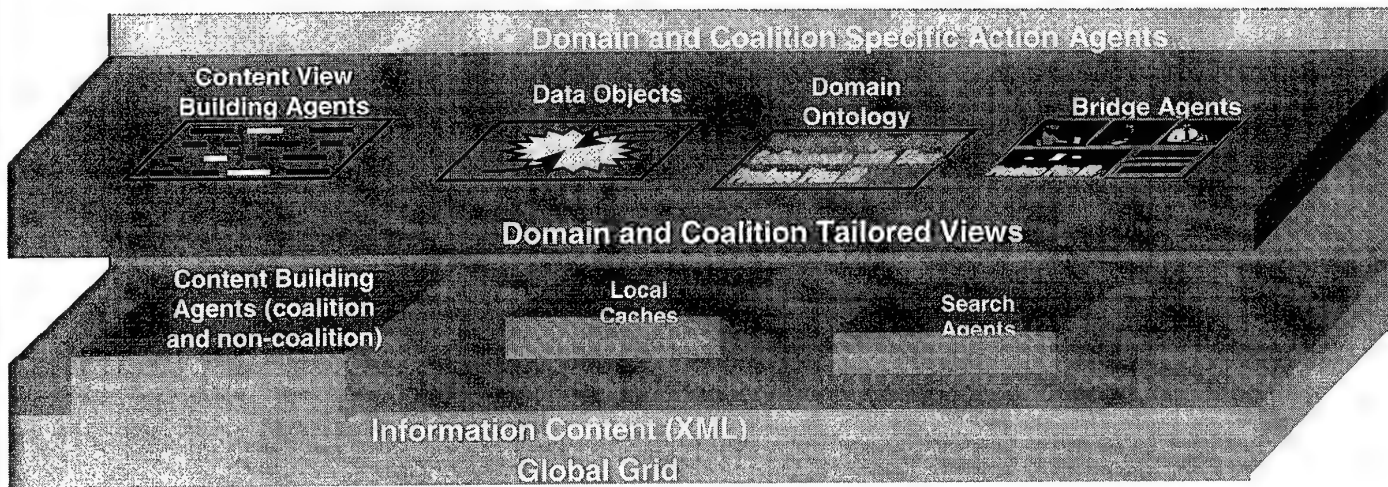 Domain and Coalition Specific Action Agents
Content View
Building Agents
Data Objects
Domain
Ontology
Bridge Agents
Domain and Coalition Tailored Views
Content Building
Agents (coalition
and non-coalition)
Local
Caches
Search
Agents
Information Content (XML)
Global Grid